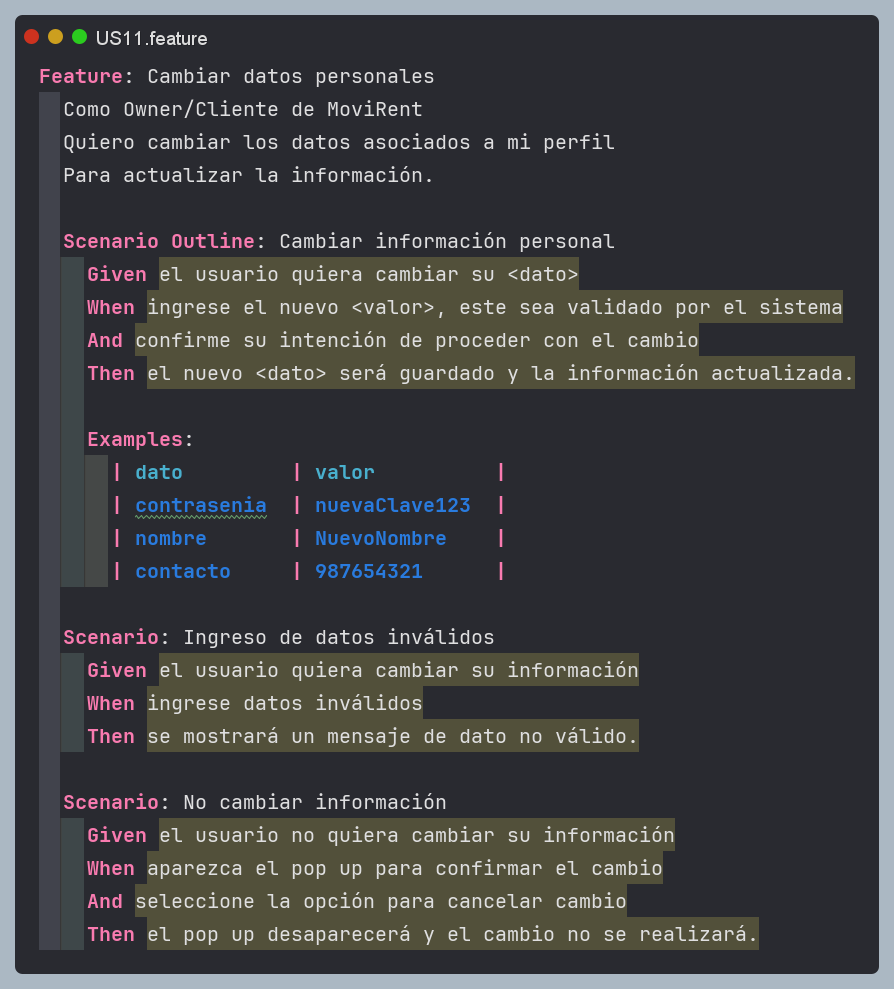 US11.feature
Feature: Cambiar datos personales
Como Owner/Cliente de MoviRent
Quiero cambiar los datos asociados a mi perfil
Para actualizar la información.
Scenario Outline: Cambiar información personal
Given el usuario quiera cambiar su <dato>
When ingrese el nuevo <valor>, este sea validado por el sistema
And confirme su intención de proceder con el cambio
Then el nuevo <dato> será guardado y la información actualizada.
Examples:
| dato | valor |
| contrasenia | nuevaClave123 |
| nombre | NuevoNombre |
| contacto | 987654321 |
Scenario: Ingreso de datos inválidos
Given el usuario quiera cambiar su información
When ingrese datos inválidos
Then se mostrará un mensaje de dato no válido.
Scenario: No cambiar información
Given el usuario no quiera cambiar su información
When aparezca el pop up para confirmar el cambio
And seleccione la opción para cancelar cambio
Then el pop up desaparecerá y el cambio no se realizará.